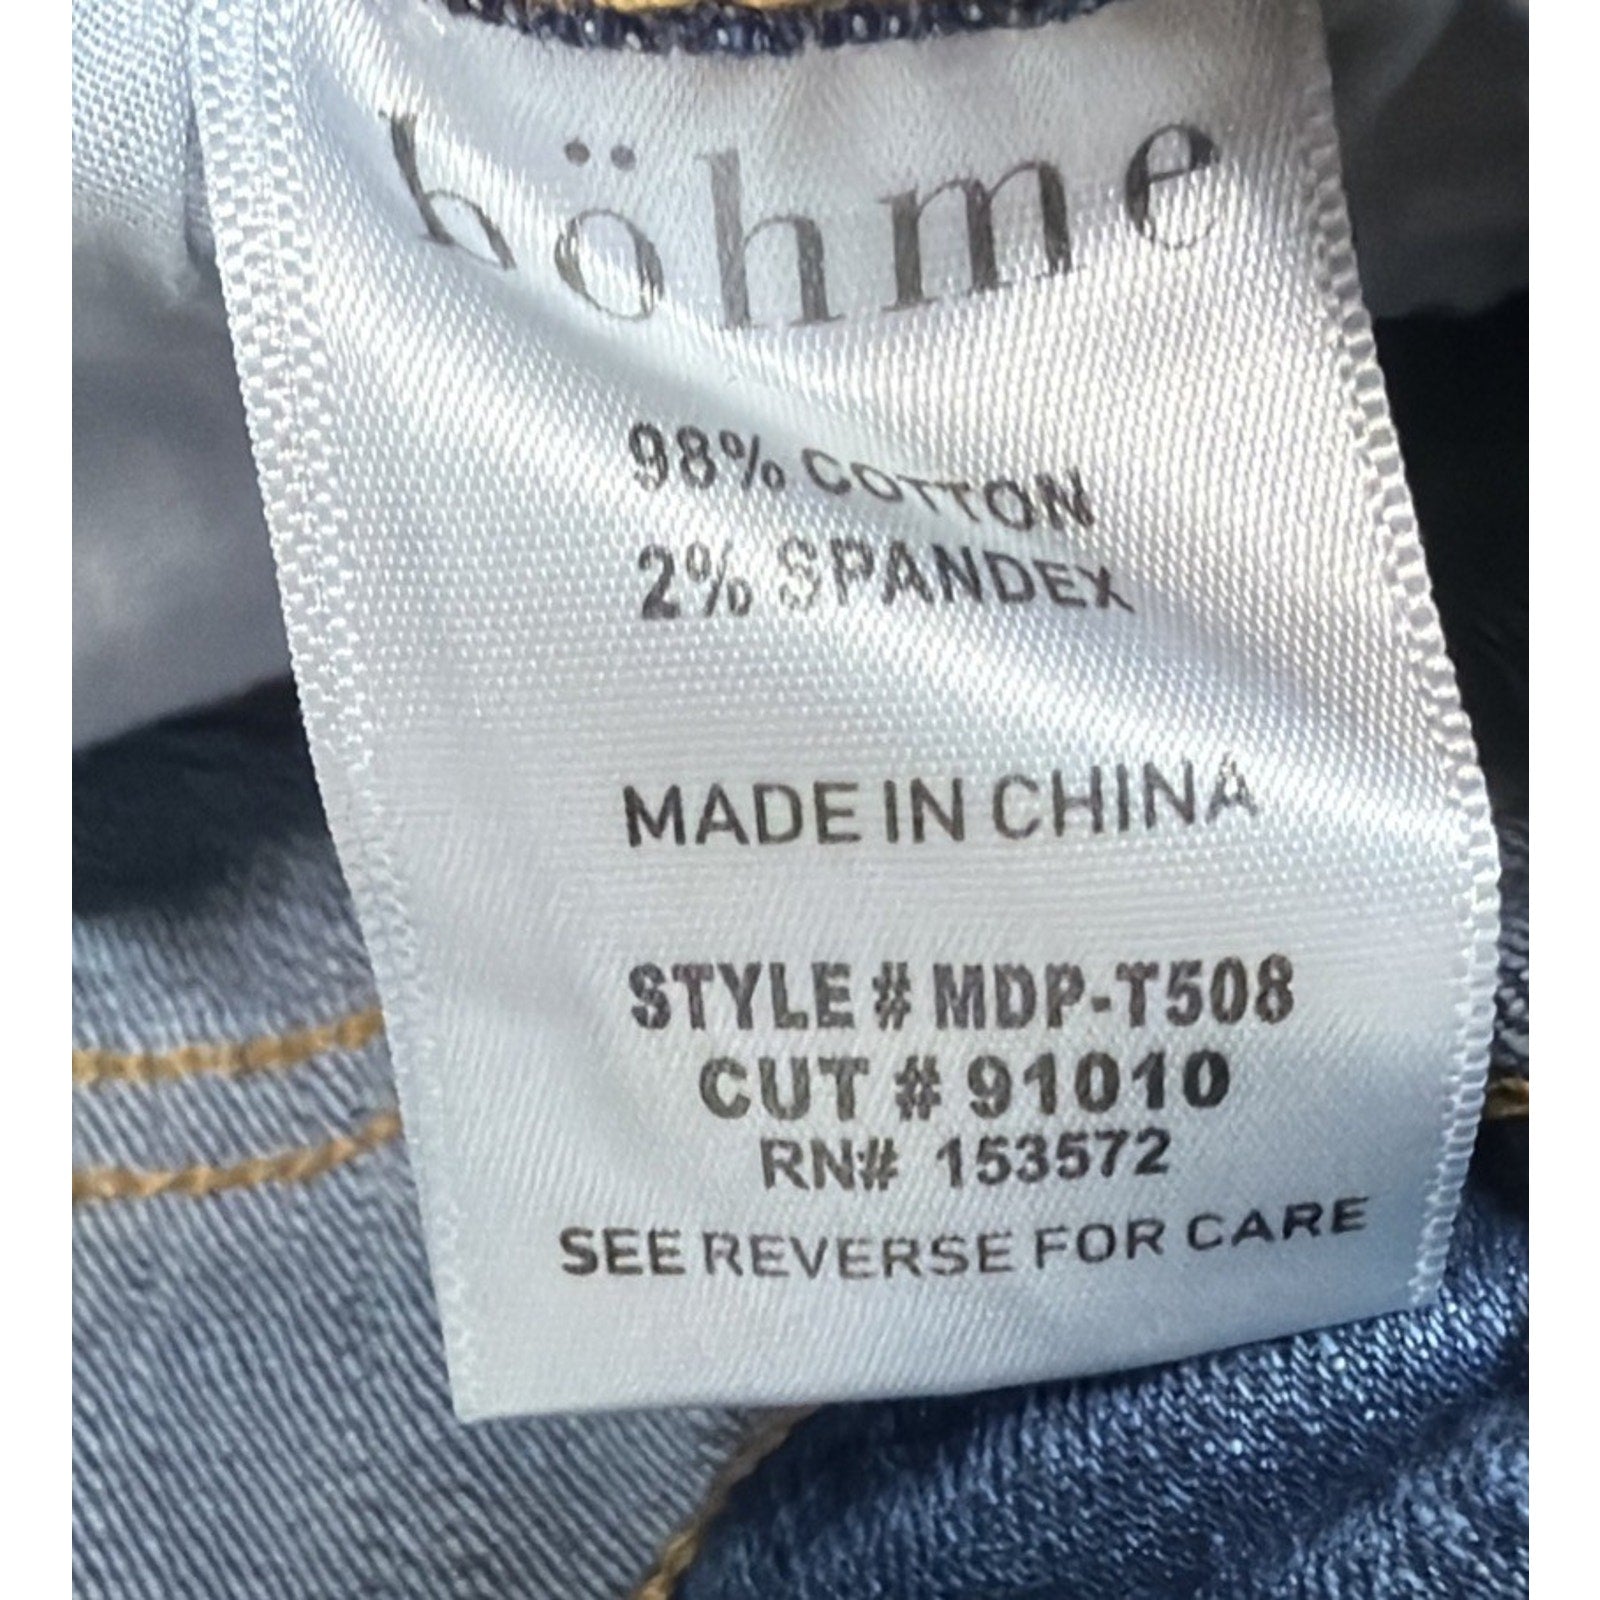 böhme
98% COTTON
2% SPANDEX
MADE IN CHINA
STYLE # MDP-T508
CUT # 91010
RN# 153572
SEE REVERSE FOR CARE